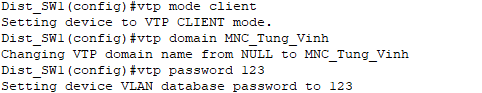 Dist_SW1(config)#vtp mode client
Setting device to VTP CLIENT mode.
Dist_SW1(config)#vtp domain MNC_Tung_Vinh
Changing VTP domain name from NULL to MNC_Tung_Vinh
Dist_SW1(config)#vtp password 123
Setting device VLAN database password to 123